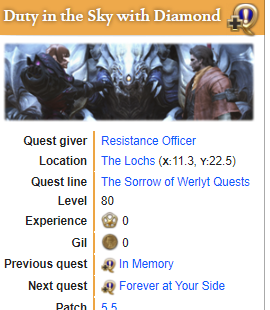 Duty in the Sky with Diamond
Quest giver Resistance Officer
Location The Lochs (X:11.3, Y:22.5)
Quest line The Sorrow of Werlyt Quests
Level 80
Experience 0
Gil 0
Previous quest In Memory
Next quest Forever at Your Side
Patch 5.5